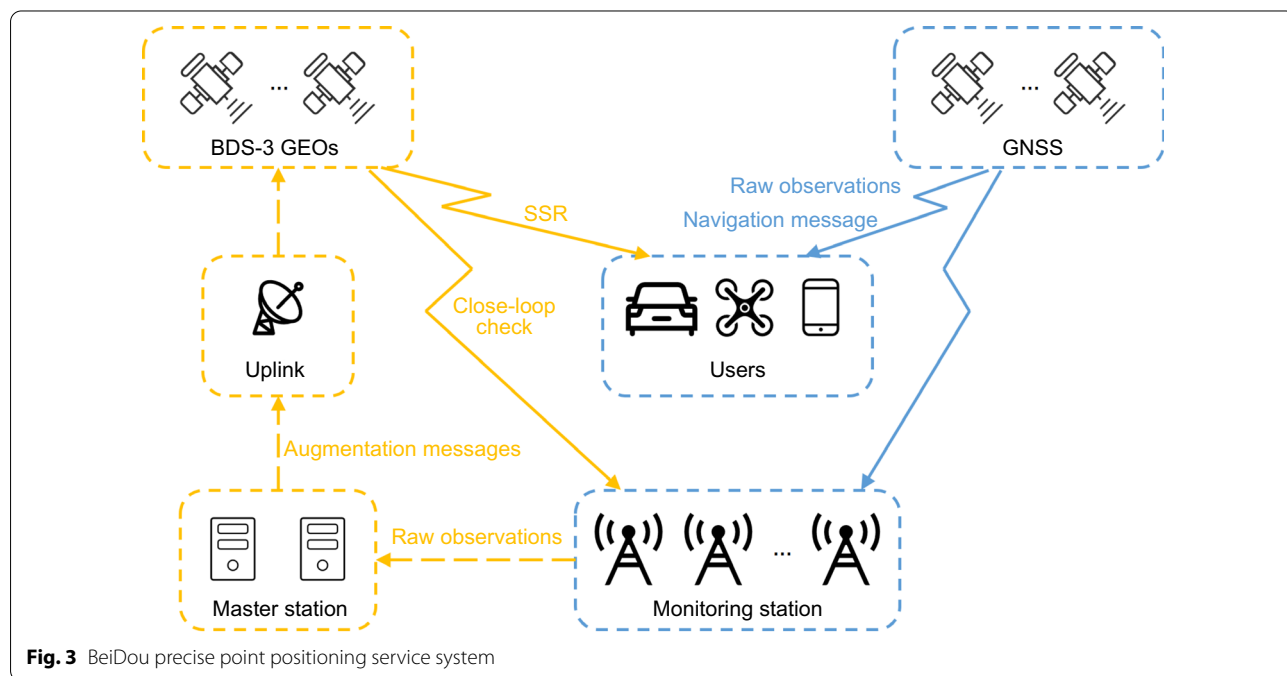 ...
...
BDS-3 GEOs
GNSS
Raw observations
SSR
Navigation message
Close-loop
check
Uplink
Users
Augmentation messages
Raw observations
...
Master station
Monitoring station
Fig. 3 BeiDou precise point positioning service system